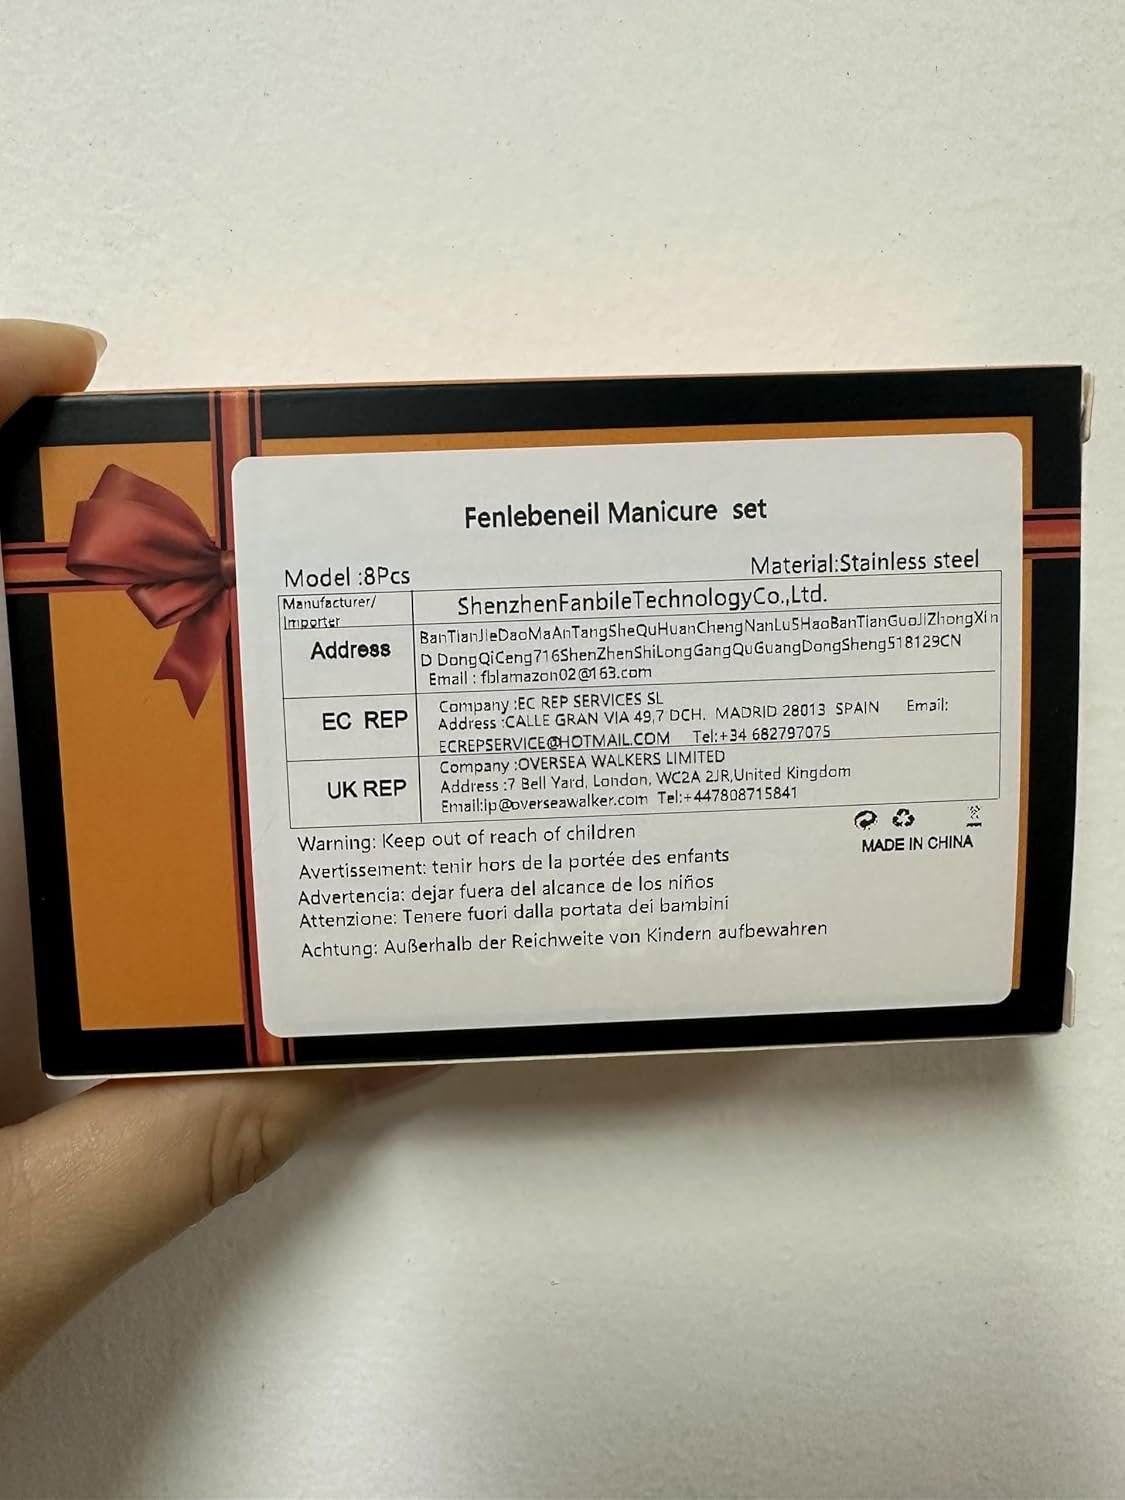 Fenlebeneil Manicure set
Model :8Pcs
Material:Stainless steel
Manufacturer/
Importer
ShenzhenFanbileTechnologyCo.,Ltd.
Address
BanTianJieDaoMaAnTangSheQuHuanChengNanLu5HaoBanTianGuoJiZhongXin
D DongQiCeng716ShenZhenShiLongGangQuGuangDongSheng518129CN
Email : fblamazon02@163.com
EC REP
Company :EC REP SERVICES SL
Address :CALLE GRAN VIA 49,7 DCH. MADRID 28013 SPAIN Email:
ECREPSERVICE@HOTMAIL.COM Tel:+34 682797075
UK REP
Company :OVERSEA WALKERS LIMITED
Address :7 Bell Yard, London, WC2A 2JR,United Kingdom
Email:ip@overseawalker.com Tel:+447808715841
Warning: Keep out of reach of children
Avertissement: tenir hors de la portée des enfants
Advertencia: dejar fuera del alcance de los niños
Attenzione: Tenere fuori dalla portata dei bambini
Achtung: Außerhalb der Reichweite von Kindern aufbewahren
MADE IN CHINA